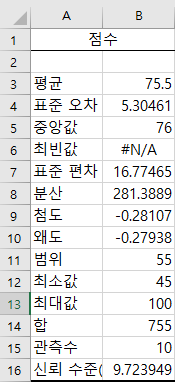 A B
1 점수
2
3 평균 75.5
4 표준 오차 5.30461
5 중앙값 76
6 최빈값 #N/A
7 표준 편차 16.77465
8 분산 281.3889
9 첨도 -0.28107
10 왜도 -0.27938
11 범위 55
12 최소값 45
13 최대값 100
14 합 755
15 관측수 10
16 신뢰 수준( 9.723949